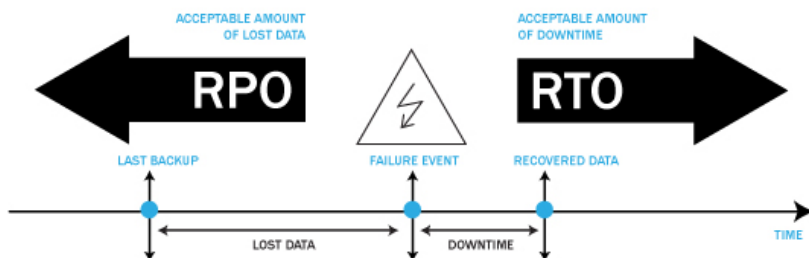 ACCEPTABLE AMOUNT
OF LOST DATA
ACCEPTABLE AMOUNT
OF DOWNTIME
RPO
RTO
LAST BACKUP
FAILURE EVENT
RECOVERED DATA
TIME
LOST DATA
DOWNTIME